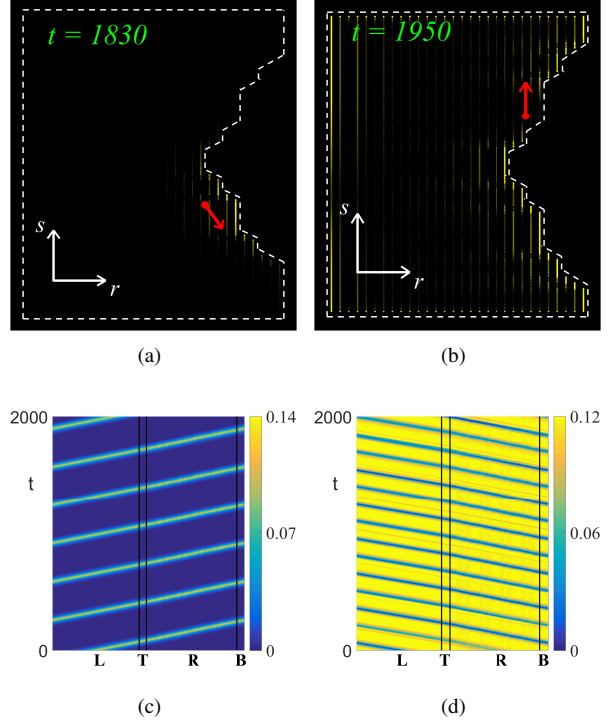 t = 1830
s
r
(a)
t = 1950
s
r
(b)
2000
t
0
L T R B
0.14
0.07
0
(c)
2000
t
0
L T R B
0.12
0.06
0
(d)